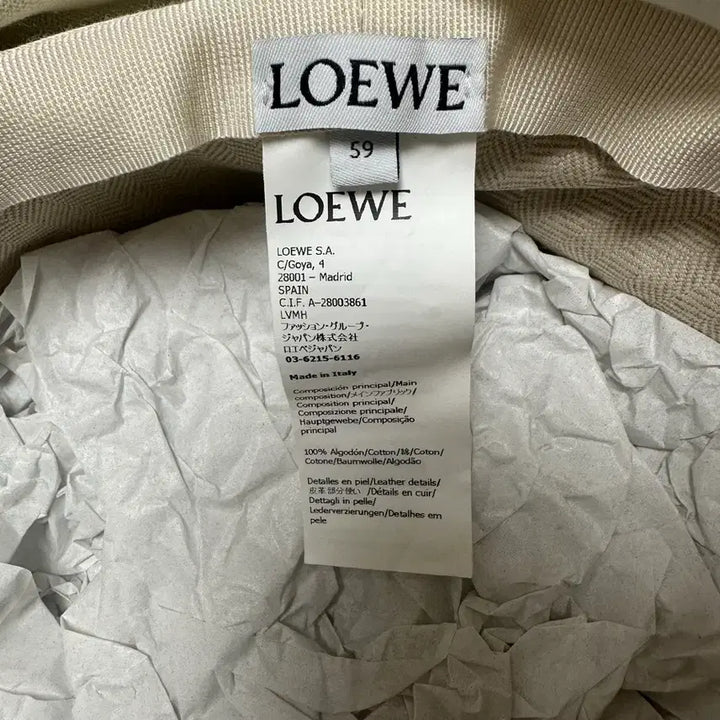 LOEWE
59
LOEWE
LOEWE S.A.
C/Goya, 4
28001 - Madrid
SPAIN
C.I.F. A-28003861
LVMH
ファッション・グループ・
ジャパン株式会社
ロエベジャパン
03-6215-6116
Made in Italy
Composición principal/Main
composition/メインファブリック/
Composition principal/
Composizione principale/
Hauptgewebe/Composição
principal
100% Algodón/Cotton/綿/Coton/
Cotone/Baumwolle/Algodão
Detalles en piel/Leather details/
皮革部分使い /Détails en cuir/
Dettagli in pelle/
Lederverzierungen/Detalhes em
pele